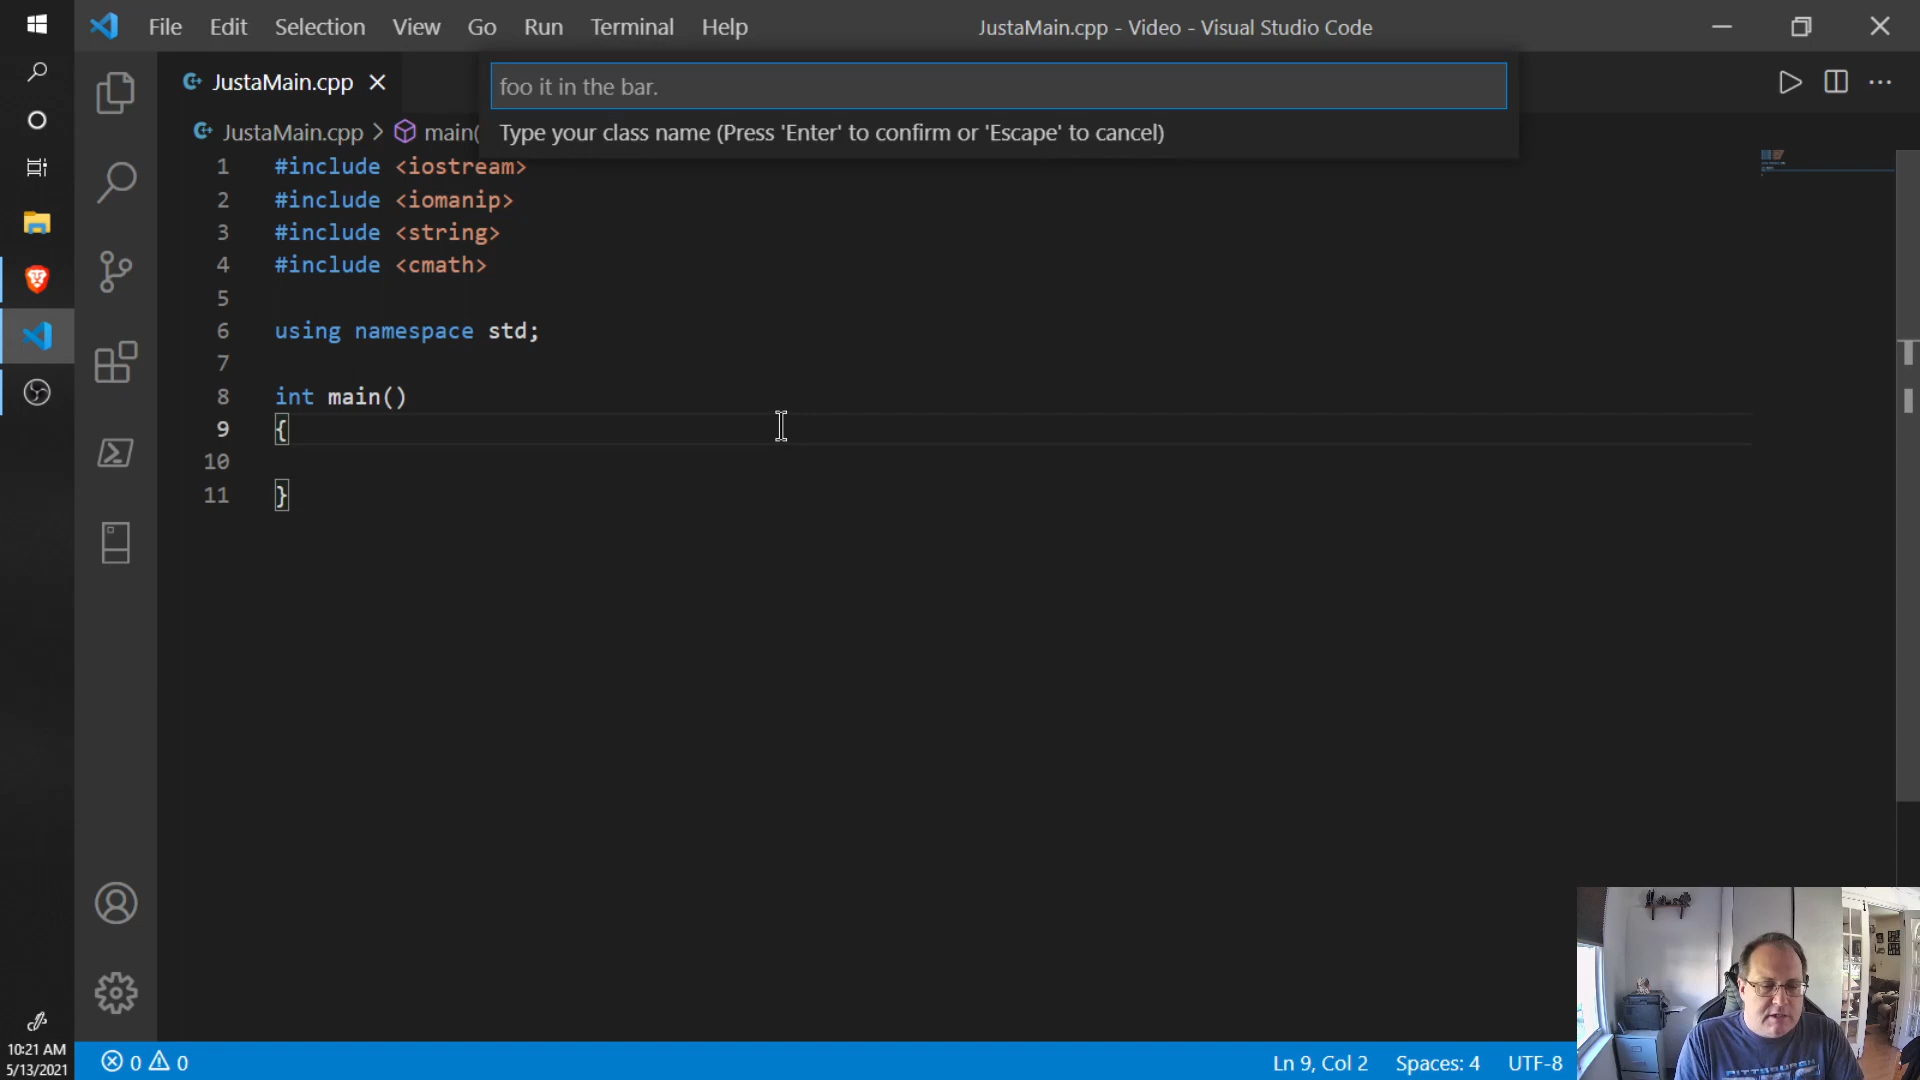 File Edit Selection View Go Run Terminal Help JustaMain.cpp - Video - Visual Studio Code
JustaMain.cpp
foo it in the bar.
JustaMain.cpp > main(
Type your class name (Press 'Enter' to confirm or 'Escape' to cancel)
1 #include <iostream>
2 #include <iomanip>
3 #include <string>
4 #include <cmath>
5
6 using namespace std;
7
8 int main()
9 {
10
11 }
10:21 AM
5/13/2021
0 0 Ln 9, Col 2 Spaces: 4 UTF-8